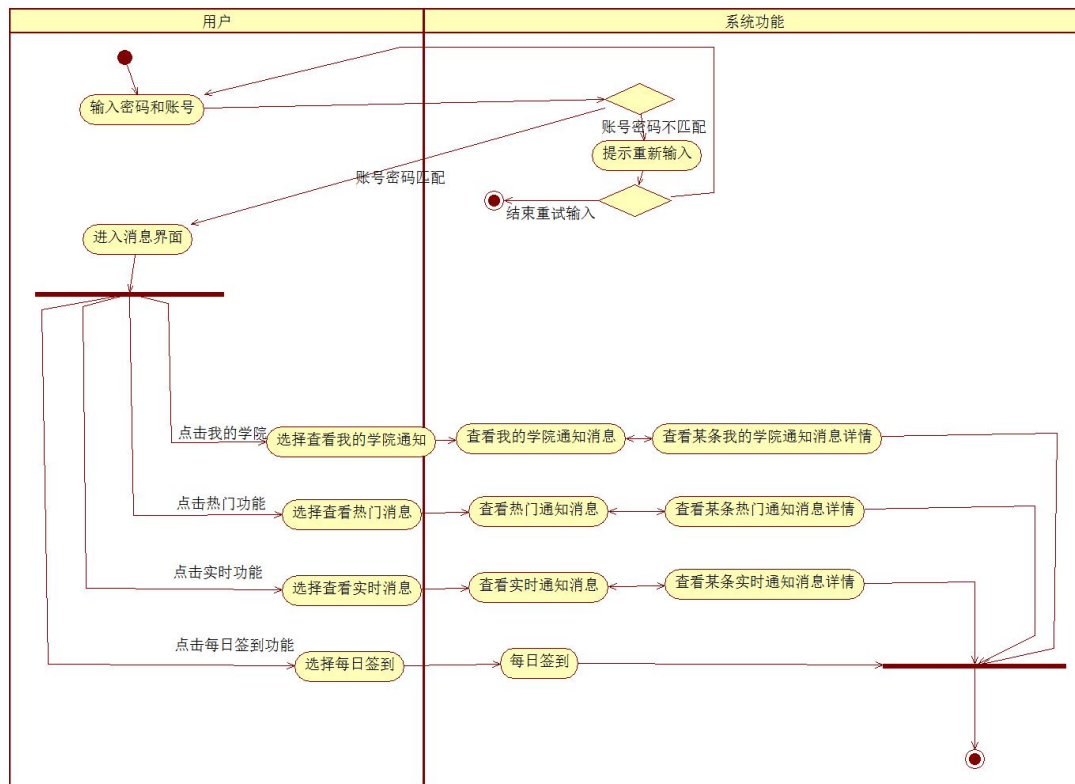 用户
系统功能
输入密码和账号
账号密码不匹配
提示重新输入
账号密码匹配
结束重试输入
进入消息界面
点击我的学院
选择查看我的学院通知
查看我的学院通知消息
查看某条我的学院通知消息详情
点击热门功能
选择查看热门消息
查看热门通知消息
查看某条热门通知消息详情
点击实时功能
选择查看实时消息
查看实时通知消息
查看某条实时通知消息详情
点击每日签到功能
选择每日签到
每日签到